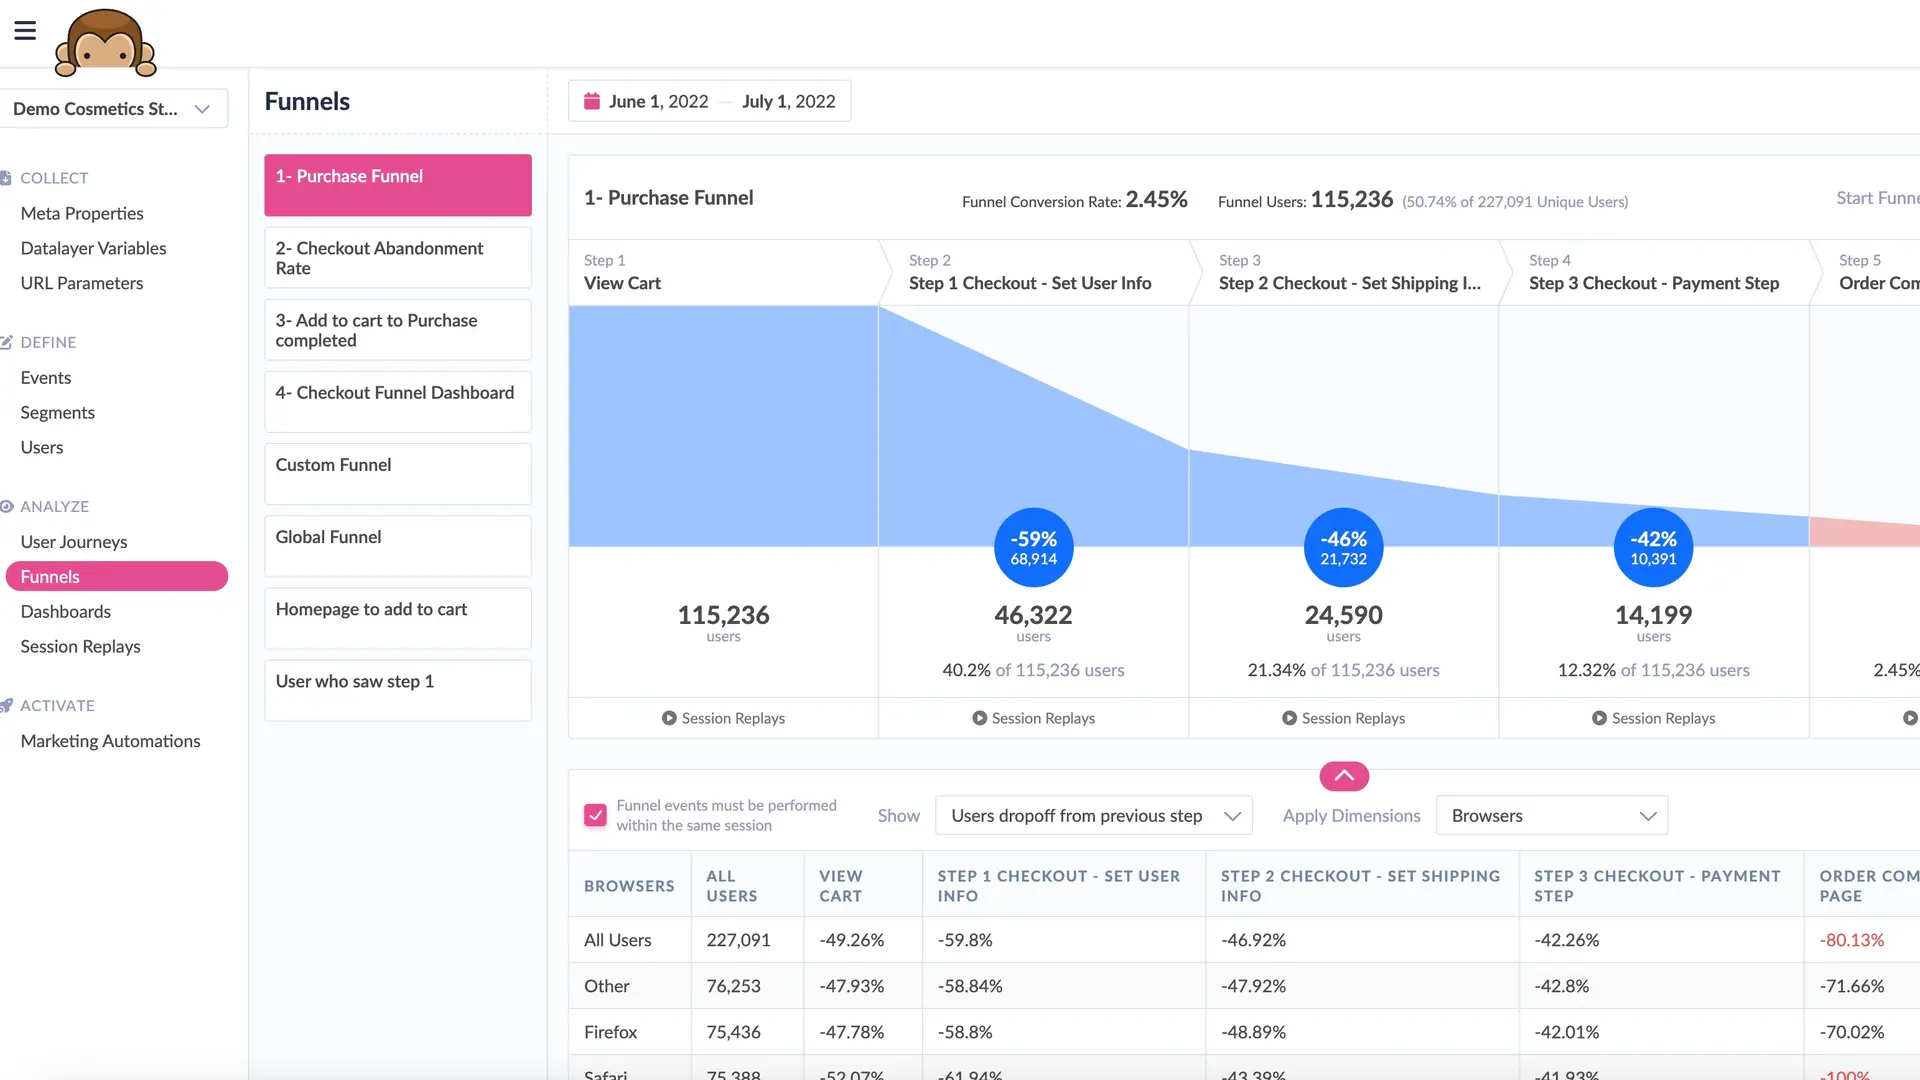 Demo Cosmetics St...
COLLECT
Meta Properties
Datalayer Variables
URL Parameters
DEFINE
Events
Segments
Users
ANALYZE
User Journeys
Funnels
Dashboards
Session Replays
ACTIVATE
Marketing Automations
Funnels
1- Purchase Funnel
2- Checkout Abandonment
Rate
3- Add to cart to Purchase
completed
4- Checkout Funnel Dashboard
Custom Funnel
Global Funnel
Homepage to add to cart
User who saw step 1
June 1, 2022 — July 1, 2022
1- Purchase Funnel
Funnel Conversion Rate: 2.45%
Funnel Users: 115,236 (50.74% of 227,091 Unique Users)
Start Funne
Step 1
View Cart
Step 2
Step 1 Checkout - Set User Info
Step 3
Step 2 Checkout - Set Shipping I...
Step 4
Step 3 Checkout - Payment Step
Step 5
Order Com
-59%
68,914
-46%
21,732
-42%
10,391
115,236
users
46,322
users
40.2% of 115,236 users
24,590
users
21.34% of 115,236 users
14,199
users
12.32% of 115,236 users
2.45%
Session Replays
Session Replays
Session Replays
Session Replays
Funnel events must be performed
within the same session
Show
Users dropoff from previous step
Apply Dimensions
Browsers
BROWSERS
ALL
USERS
VIEW
CART
STEP 1 CHECKOUT - SET USER
INFO
STEP 2 CHECKOUT - SET SHIPPING
INFO
STEP 3 CHECKOUT - PAYMENT
STEP
ORDER COM
PAGE
All Users 227,091 -49.26% -59.8% -46.92% -42.26% -80.13%
Other 76,253 -47.93% -58.84% -47.92% -42.8% -71.66%
Firefox 75,436 -47.78% -58.8% -48.89% -42.01% -70.02%
Safari 75,388 -52.07% -61.94% -43.39% -41.93% -100%